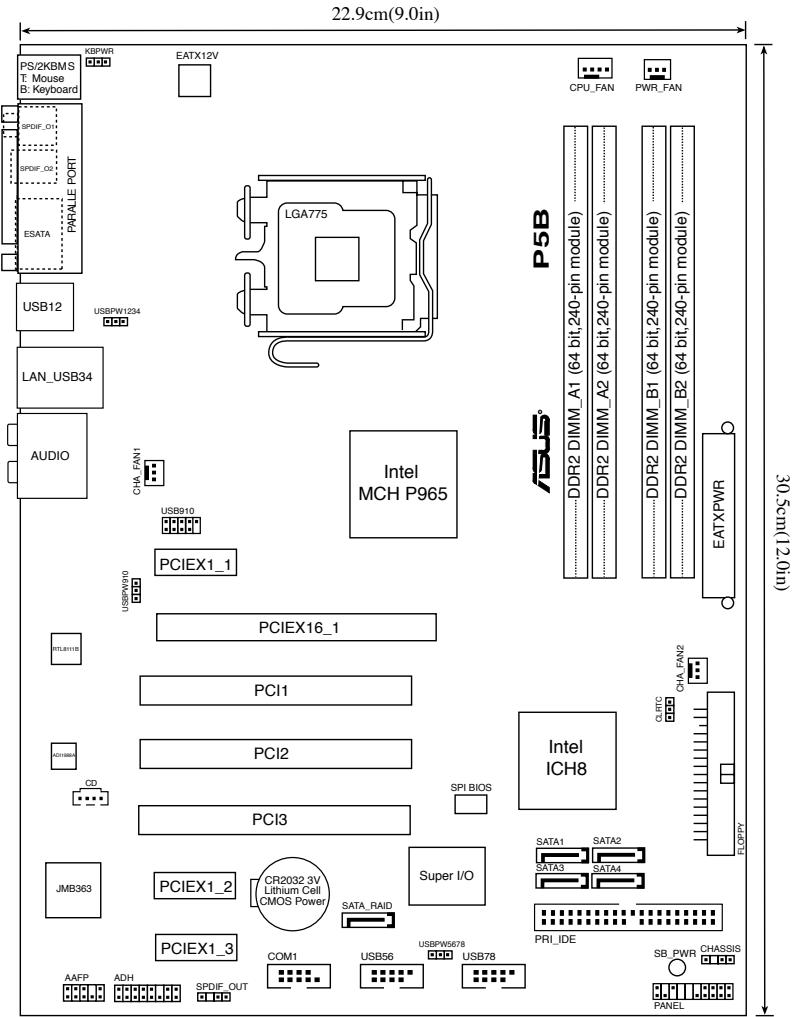 22.9cm(9.0in)
KBPWR
PS/2KBMS
T: Mouse
B: Keyboard
EATX12V
CPU_FAN
PWR_FAN
SPDIF_O1
SPDIF_O2
ESATA
PARALLE PORT
LGA775
P5B
DDR2 DIMM_A1 (64 bit,240-pin module)
DDR2 DIMM_A2 (64 bit,240-pin module)
DDR2 DIMM_B1 (64 bit,240-pin module)
DDR2 DIMM_B2 (64 bit,240-pin module)
USB12
USBPW1234
LAN_USB34
ASUS
AUDIO
CHA_FAN1
Intel
MCH P965
EATXPWR
30.5cm(12.0in)
USB910
PCIEX1_1
USBPW910
PCIEX16_1
RTL8111B
CHA_FAN2
PCI1
CLRTC
Intel
ICH8
PCI2
ADI1988A
CD
SPI BIOS
PCI3
FLOPPY
SATA1
SATA2
SATA3
SATA4
JMB363
PCIEX1_2
CR2032 3V
Lithium Cell
CMOS Power
Super I/O
SATA_RAID
PRI_IDE
PCIEX1_3
COM1
USB56
USBPW5678
USB78
SB_PWR
CHASSIS
AAFP
ADH
SPDIF_OUT
PANEL